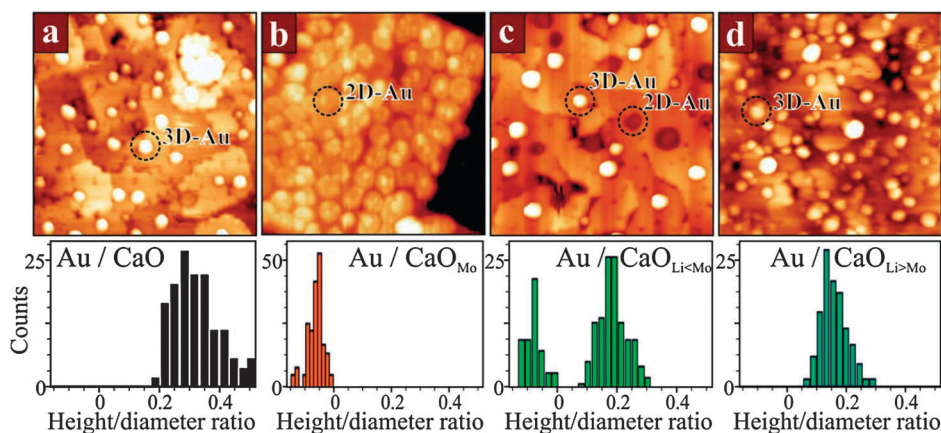 a b c d
3D-Au 2D-Au 3D-Au 2D-Au 3D-Au
Au / CaO Au / CaOMo Au / CaOLi<Mo Au / CaOLi>Mo
Counts
25 50 25 25
0 0 0 0
0 0.2 0.4 0 0.2 0.4 0 0.2 0.4 0 0.2 0.4
Height/diameter ratio Height/diameter ratio Height/diameter ratio Height/diameter ratio